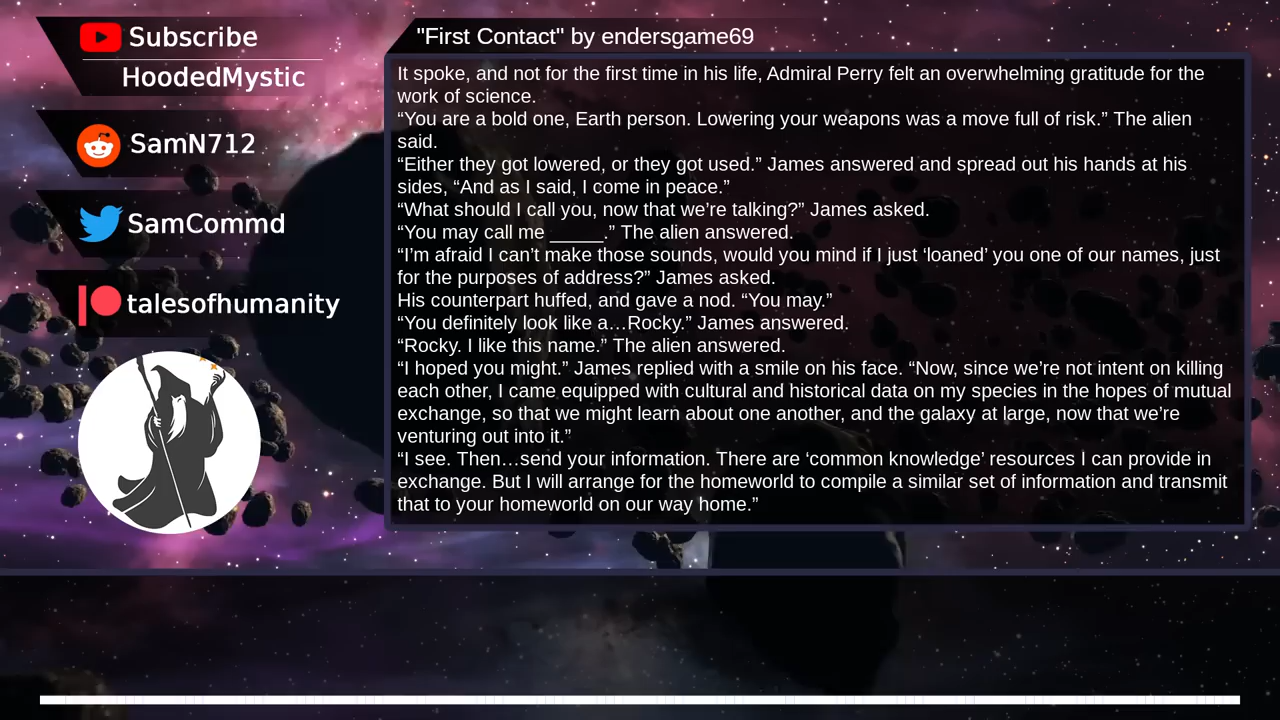 Subscribe
HoodedMystic
SamN712
SamCommd
talesofhumanity
"First Contact" by endersgame69
It spoke, and not for the first time in his life, Admiral Perry felt an overwhelming gratitude for the
work of science.
“You are a bold one, Earth person. Lowering your weapons was a move full of risk.” The alien
said.
“Either they got lowered, or they got used.” James answered and spread out his hands at his
sides, “And as I said, I come in peace.”
“What should I call you, now that we’re talking?” James asked.
“You may call me _____.” The alien answered.
“I’m afraid I can’t make those sounds, would you mind if I just ‘loaned’ you one of our names, just
for the purposes of address?” James asked.
His counterpart huffed, and gave a nod. “You may.”
“You definitely look like a…Rocky.” James answered.
“Rocky. I like this name.” The alien answered.
“I hoped you might.” James replied with a smile on his face. “Now, since we’re not intent on killing
each other, I came equipped with cultural and historical data on my species in the hopes of mutual
exchange, so that we might learn about one another, and the galaxy at large, now that we’re
venturing out into it.”
“I see. Then…send your information. There are ‘common knowledge’ resources I can provide in
exchange. But I will arrange for the homeworld to compile a similar set of information and transmit
that to your homeworld on our way home.”